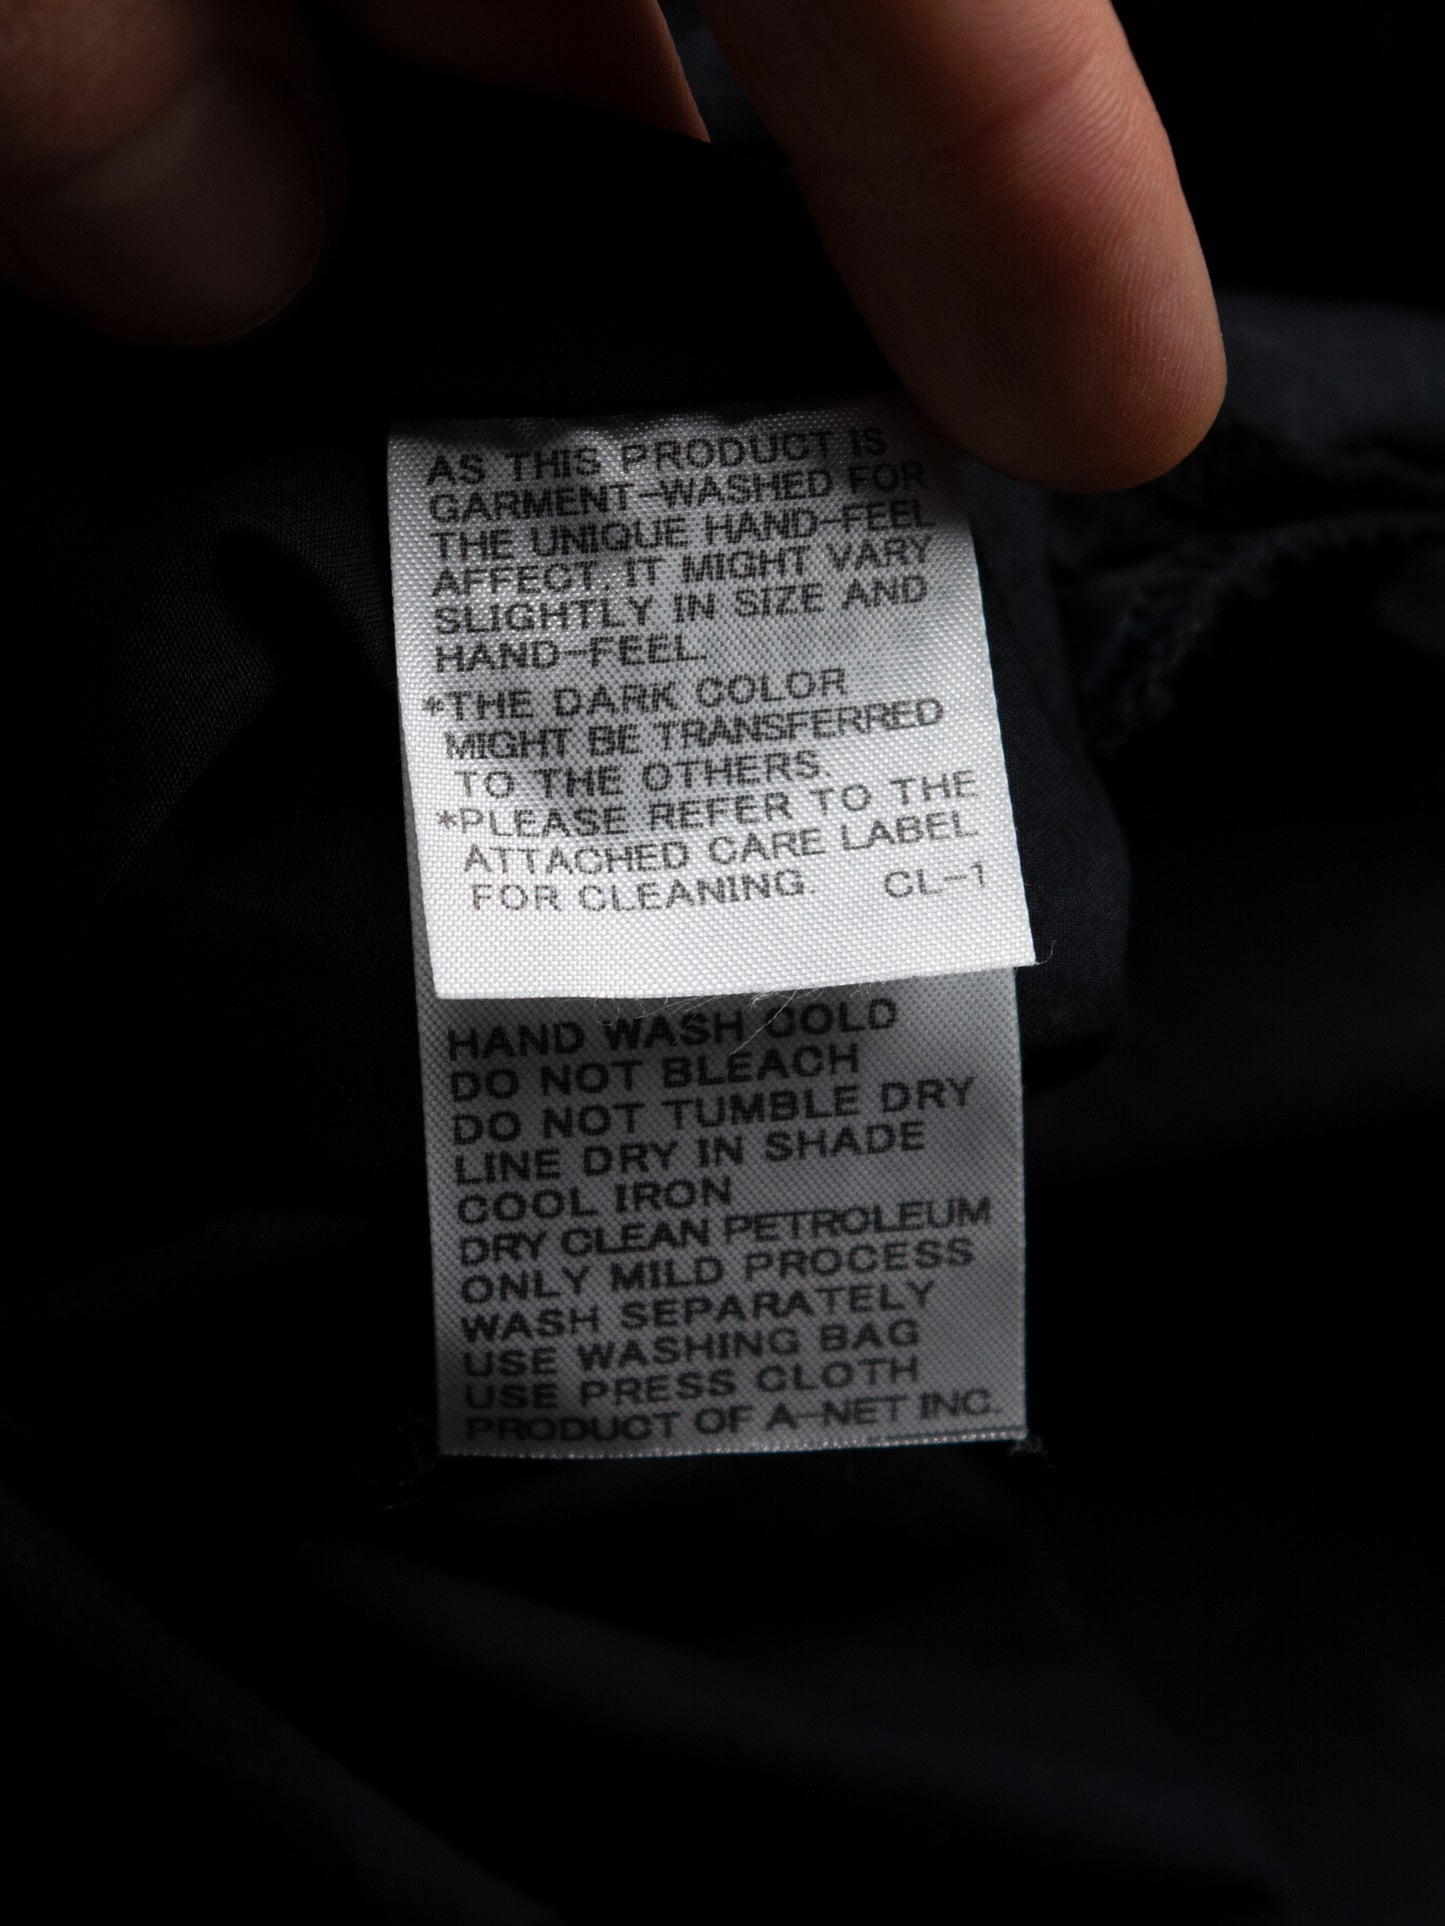 AS THIS PRODUCT IS
GARMENT-WASHED FOR
THE UNIQUE HAND-FEEL
AFFECT, IT MIGHT VARY
SLIGHTLY IN SIZE AND
HAND-FEEL.
*THE DARK COLOR
MIGHT BE TRANSFERRED
TO THE OTHERS.
*PLEASE REFER TO THE
ATTACHED CARE LABEL
FOR CLEANING. CL-1
HAND WASH COLD
DO NOT BLEACH
DO NOT TUMBLE DRY
LINE DRY IN SHADE
COOL IRON
DRY CLEAN PETROLEUM
ONLY MILD PROCESS
WASH SEPARATELY
USE WASHING BAG
USE PRESS CLOTH
PRODUCT OF A-NET INC.